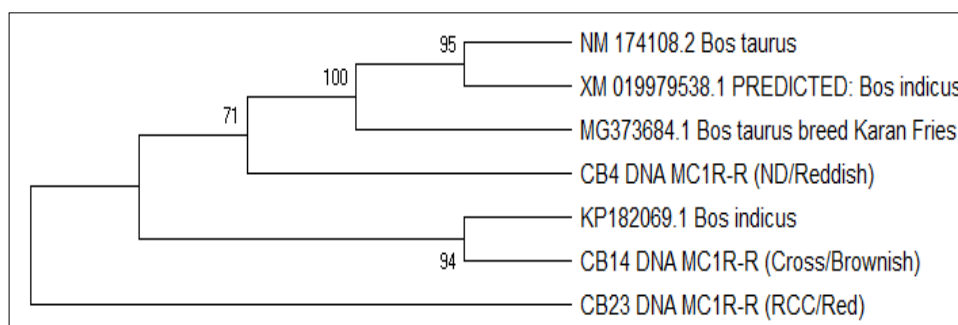 95
NM 174108.2 Bos taurus
XM 019979538.1 PREDICTED: Bos indicus
100
MG373684.1 Bos taurus breed Karan Fries
71
CB4 DNA MC1R-R (ND/Reddish)
KP182069.1 Bos indicus
94
CB14 DNA MC1R-R (Cross/Brownish)
CB23 DNA MC1R-R (RCC/Red)